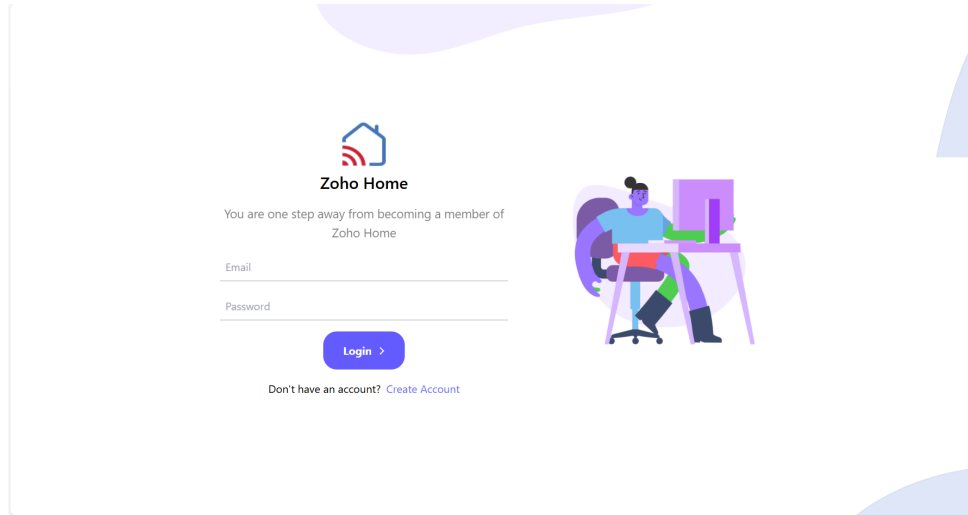 Zoho Home
You are one step away from becoming a member of
Zoho Home
Email
Password
Login
Don't have an account? Create Account